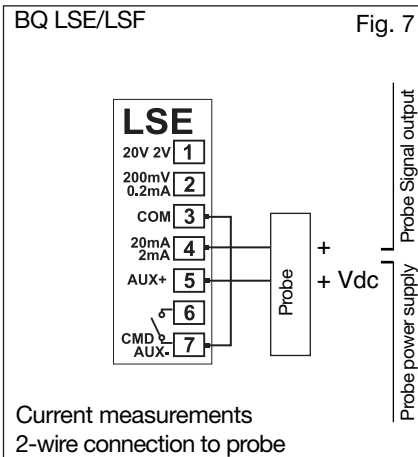 BQ LSE/LSF
Fig. 7
LSE
20V 2V 1
200mV
0.2mA 2
COM 3
20mA
2mA 4
AUX+ 5
6
CMD
AUX- 7
Probe
+
+ Vdc
Probe Signal output
Probe power supply
Current measurements
2-wire connection to probe